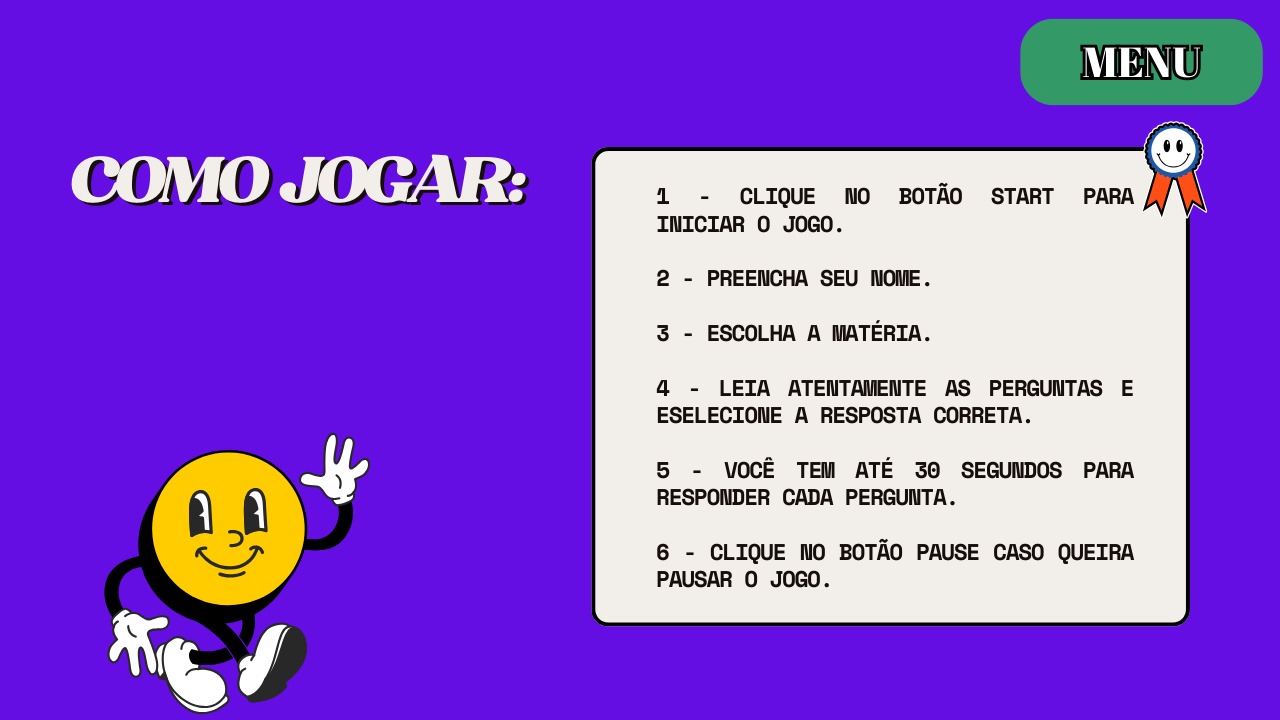 MENU
COMO JOGAR:
1 - CLIQUE NO BOTÃO START PARA
INICIAR O JOGO.
2 - PREENCHA SEU NOME.
3 - ESCOLHA A MATÉRIA.
4 - LEIA ATENTAMENTE AS PERGUNTAS E
ESELECIONE A RESPOSTA CORRETA.
5 - VOCÊ TEM ATÉ 30 SEGUNDOS PARA
RESPONDER CADA PERGUNTA.
6 - CLIQUE NO BOTÃO PAUSE CASO QUEIRA
PAUSAR O JOGO.